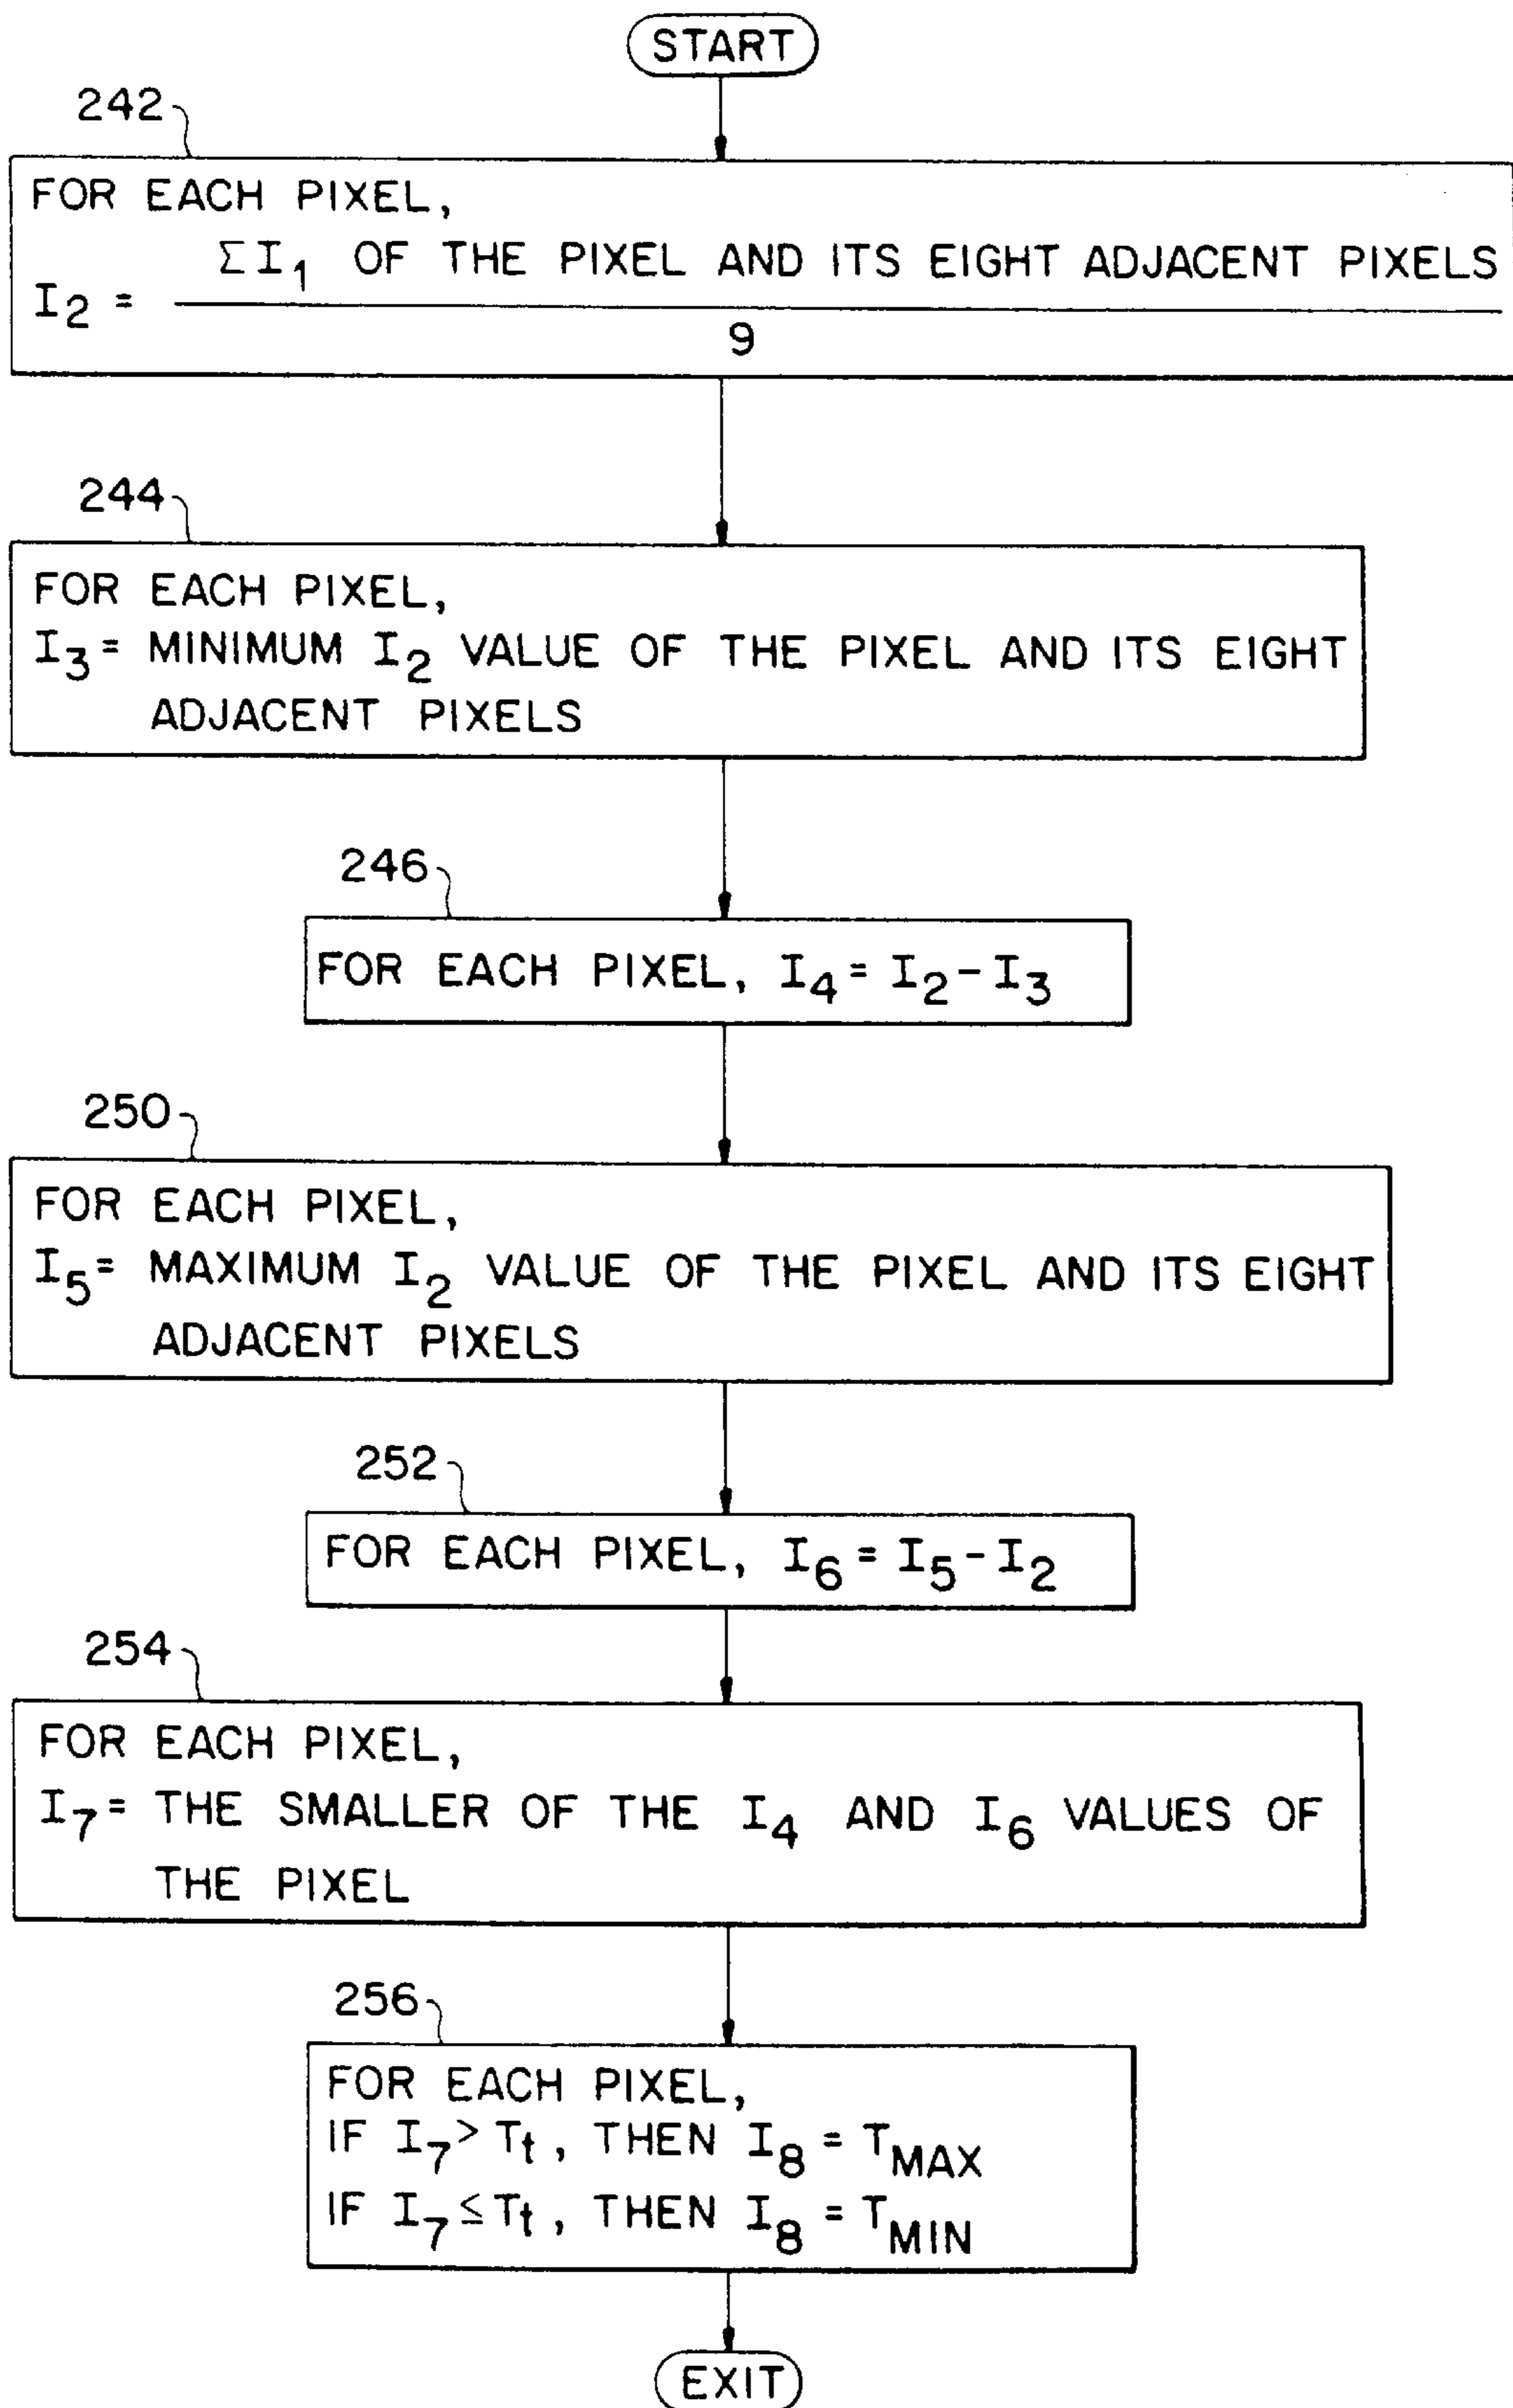 START
242
FOR EACH PIXEL,
I₂ = ΣI₁ OF THE PIXEL AND ITS EIGHT ADJACENT PIXELS
9
244
FOR EACH PIXEL,
I₃ = MINIMUM I₂ VALUE OF THE PIXEL AND ITS EIGHT
ADJACENT PIXELS
246
FOR EACH PIXEL, I₄ = I₂ - I₃
250
FOR EACH PIXEL,
I₅ = MAXIMUM I₂ VALUE OF THE PIXEL AND ITS EIGHT
ADJACENT PIXELS
252
FOR EACH PIXEL, I₆ = I₅ - I₂
254
FOR EACH PIXEL,
I₇ = THE SMALLER OF THE I₄ AND I₆ VALUES OF
THE PIXEL
256
FOR EACH PIXEL,
IF I₇ > Tₜ, THEN I₈ = T_MAX
IF I₇ ≤ Tₜ, THEN I₈ = T_MIN
EXIT